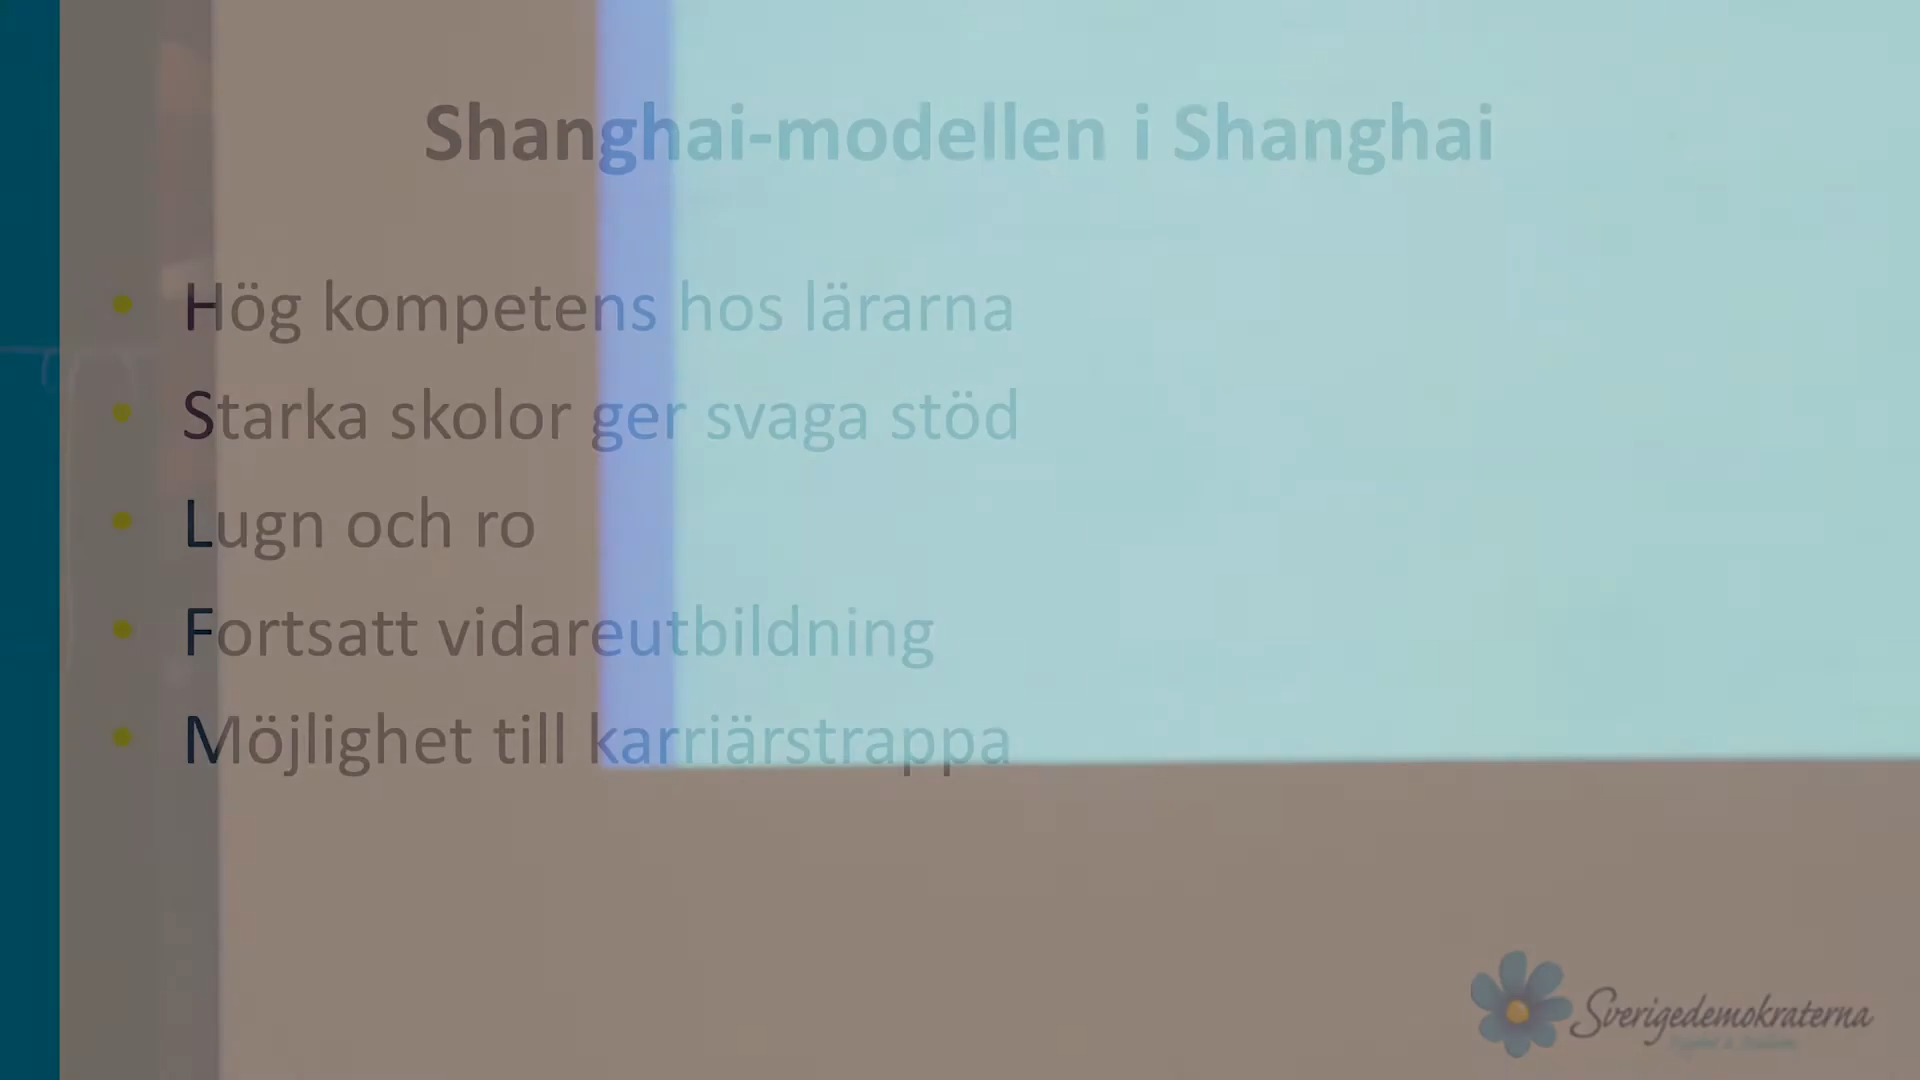 Shanghai-modellen i Shanghai
• Hög kompetens hos lärarna
• Starka skolor ger svaga stöd
• Lugn och ro
• Fortsatt vidareutbildning
• Möjlighet till karriärstrappa
Sverigedemokraterna